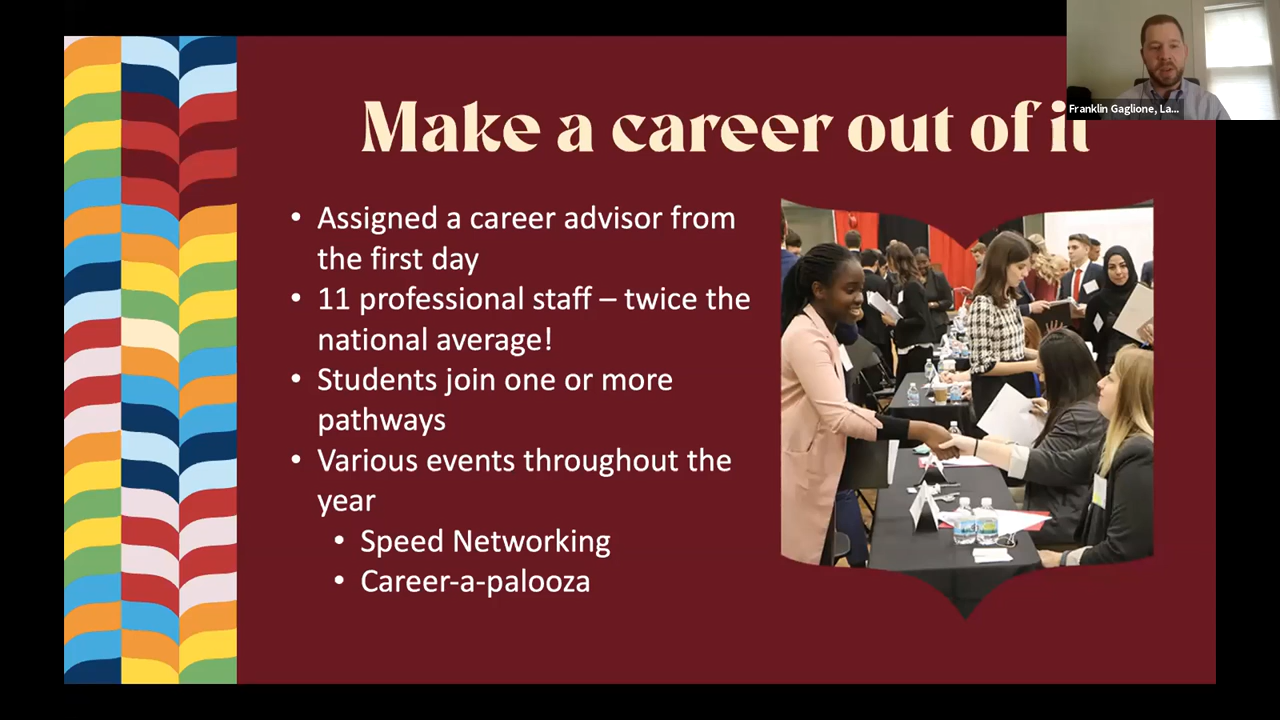 Make a career out of it
Franklin Gaglione, La...
• Assigned a career advisor from
the first day
• 11 professional staff – twice the
national average!
• Students join one or more
pathways
• Various events throughout the
year
• Speed Networking
• Career-a-palooza